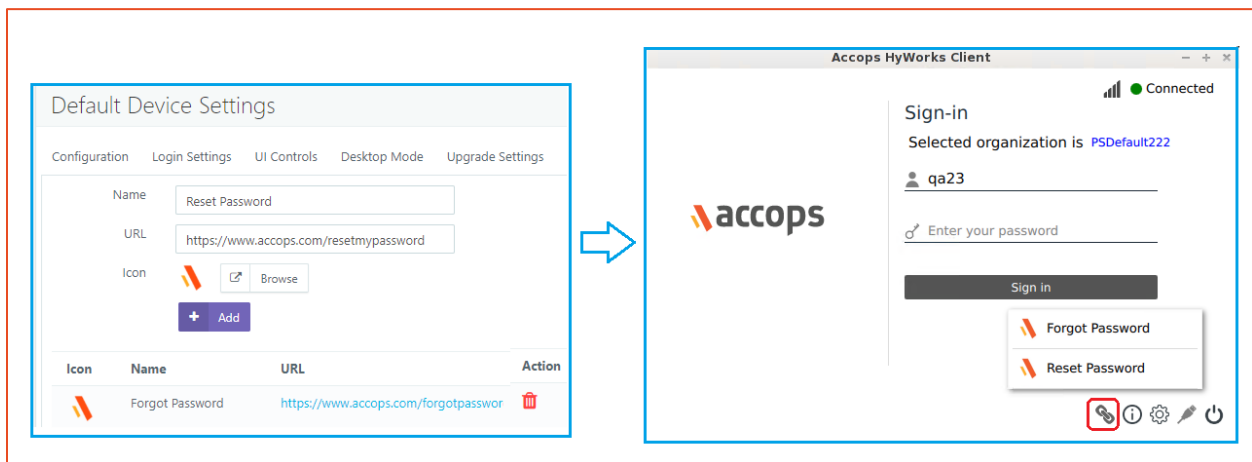 Default Device Settings
Configuration Login Settings UI Controls Desktop Mode Upgrade Settings
Name Reset Password
URL https://www.accops.com/resetmypassword
Icon Browse
+ Add
Icon Name URL Action
Forgot Password https://www.accops.com/forgotpasswor
Accops HyWorks Client
Connected
Sign-in
Selected organization is PSDefault222
qa23
accops
Enter your password
Sign in
Forgot Password
Reset Password